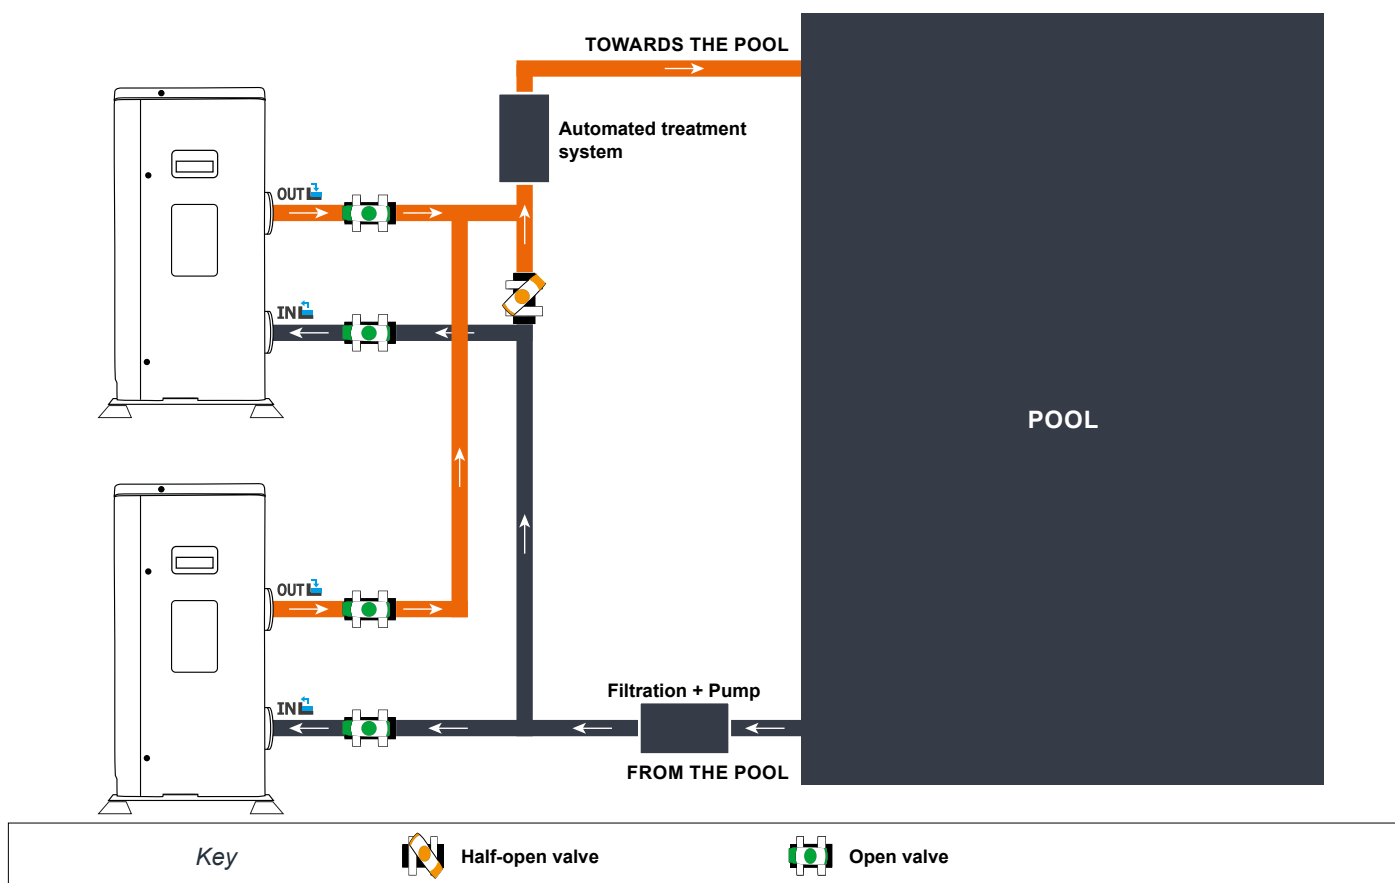 TOWARDS THE POOL
Automated treatment
system
OUT
IN
POOL
OUT
IN
Filtration + Pump
FROM THE POOL
Key
Half-open valve
Open valve